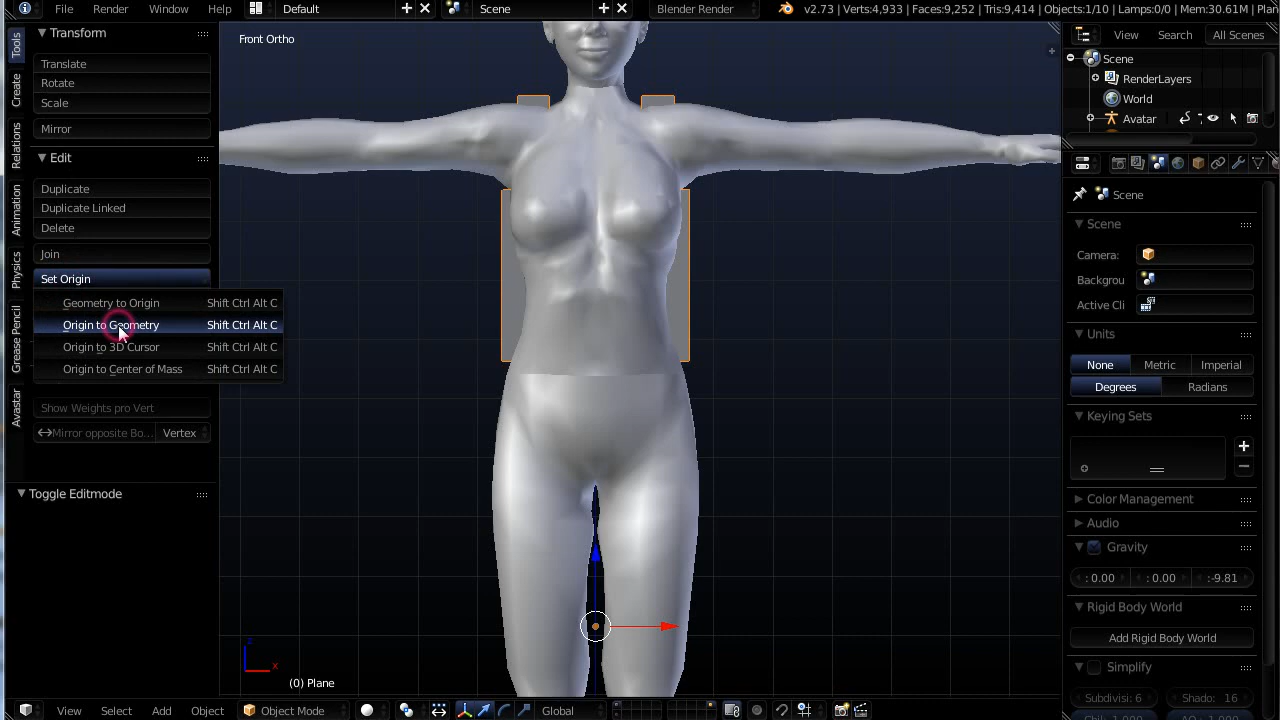 File Render Window Help Default Scene Blender Render v2.73 | Verts:4,933 | Faces:9,252 | Tris:9,414 | Objects:1/10 | Lamps:0/0 | Mem:30.61M | Plan
Tools
Create
Relations
Animation
Physics
Grease Pencil
Avastar
Transform
Translate
Rotate
Scale
Mirror
Edit
Duplicate
Duplicate Linked
Delete
Join
Set Origin
Geometry to Origin Shift Ctrl Alt C
Origin to Geometry Shift Ctrl Alt C
Origin to 3D Cursor Shift Ctrl Alt C
Origin to Center of Mass Shift Ctrl Alt C
Show Weights pro Vert
Mirror opposite Bo... Vertex
Toggle Editmode
Front Ortho
z
x
(0) Plane
View Select Add Object Object Mode Global
View Search All Scenes
Scene
RenderLayers
World
Avatar
Scene
Scene
Camera:
Backgrou
Active Cli
Units
None Metric Imperial
Degrees Radians
Keying Sets
Color Management
Audio
Gravity
: 0.00 : 0.00 :-9.81
Rigid Body World
Add Rigid Body World
Simplify
Subdivisi: 6 Shado: 16